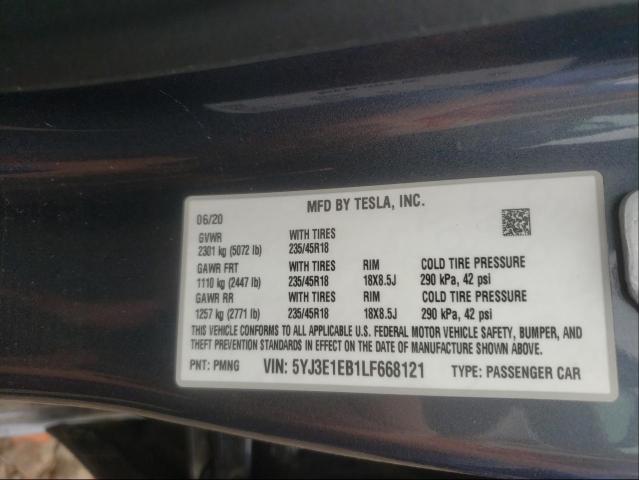 MFD BY TESLA, INC.
06/20
GVWR WITH TIRES
2301 kg (5072 lb) 235/45R18
GAWR FRT WITH TIRES RIM COLD TIRE PRESSURE
1110 kg (2447 lb) 235/45R18 18X8.5J 290 kPa, 42 psi
GAWR RR WITH TIRES RIM COLD TIRE PRESSURE
1257 kg (2771 lb) 235/45R18 18X8.5J 290 kPa, 42 psi
THIS VEHICLE CONFORMS TO ALL APPLICABLE U.S. FEDERAL MOTOR VEHICLE SAFETY, BUMPER, AND
THEFT PREVENTION STANDARDS IN EFFECT ON THE DATE OF MANUFACTURE SHOWN ABOVE.
PNT: PMNG VIN: 5YJ3E1EB1LF668121 TYPE: PASSENGER CAR